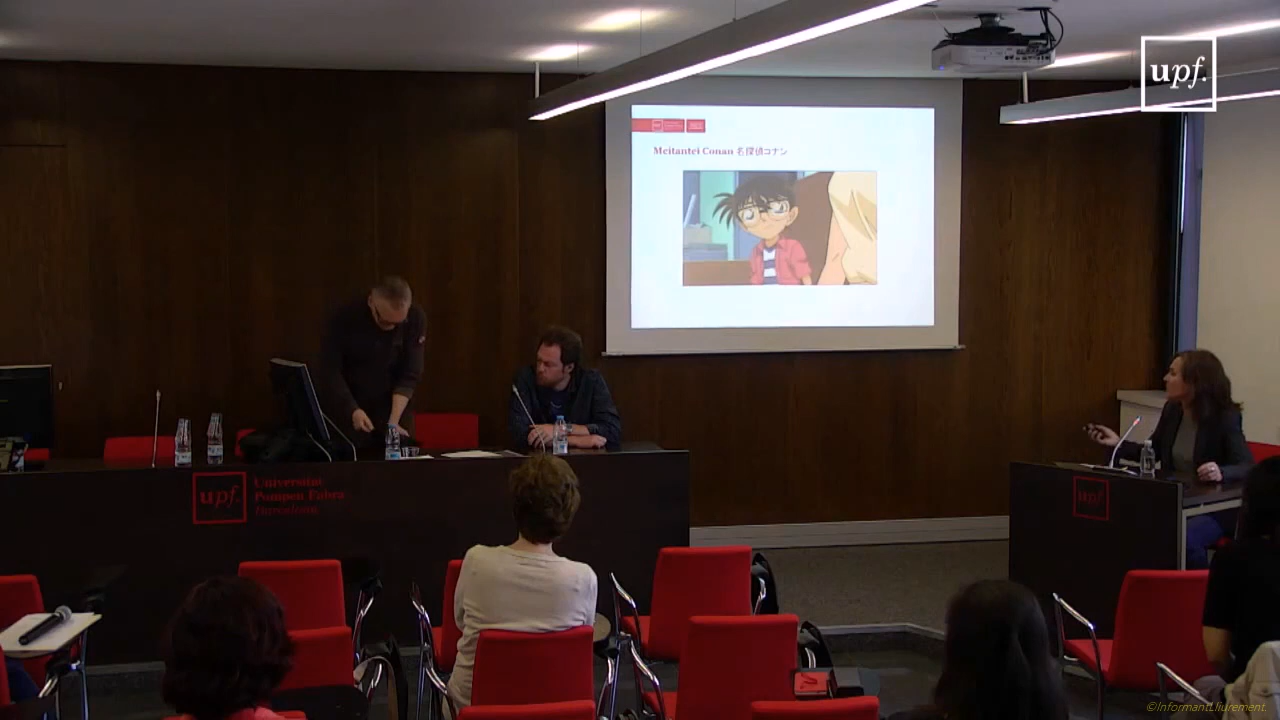 upf.
Meitantei Conan 名探偵コナン
upf.
Universitat
Pompeu Fabra
Barcelona
upf.
©InformantLliurement.